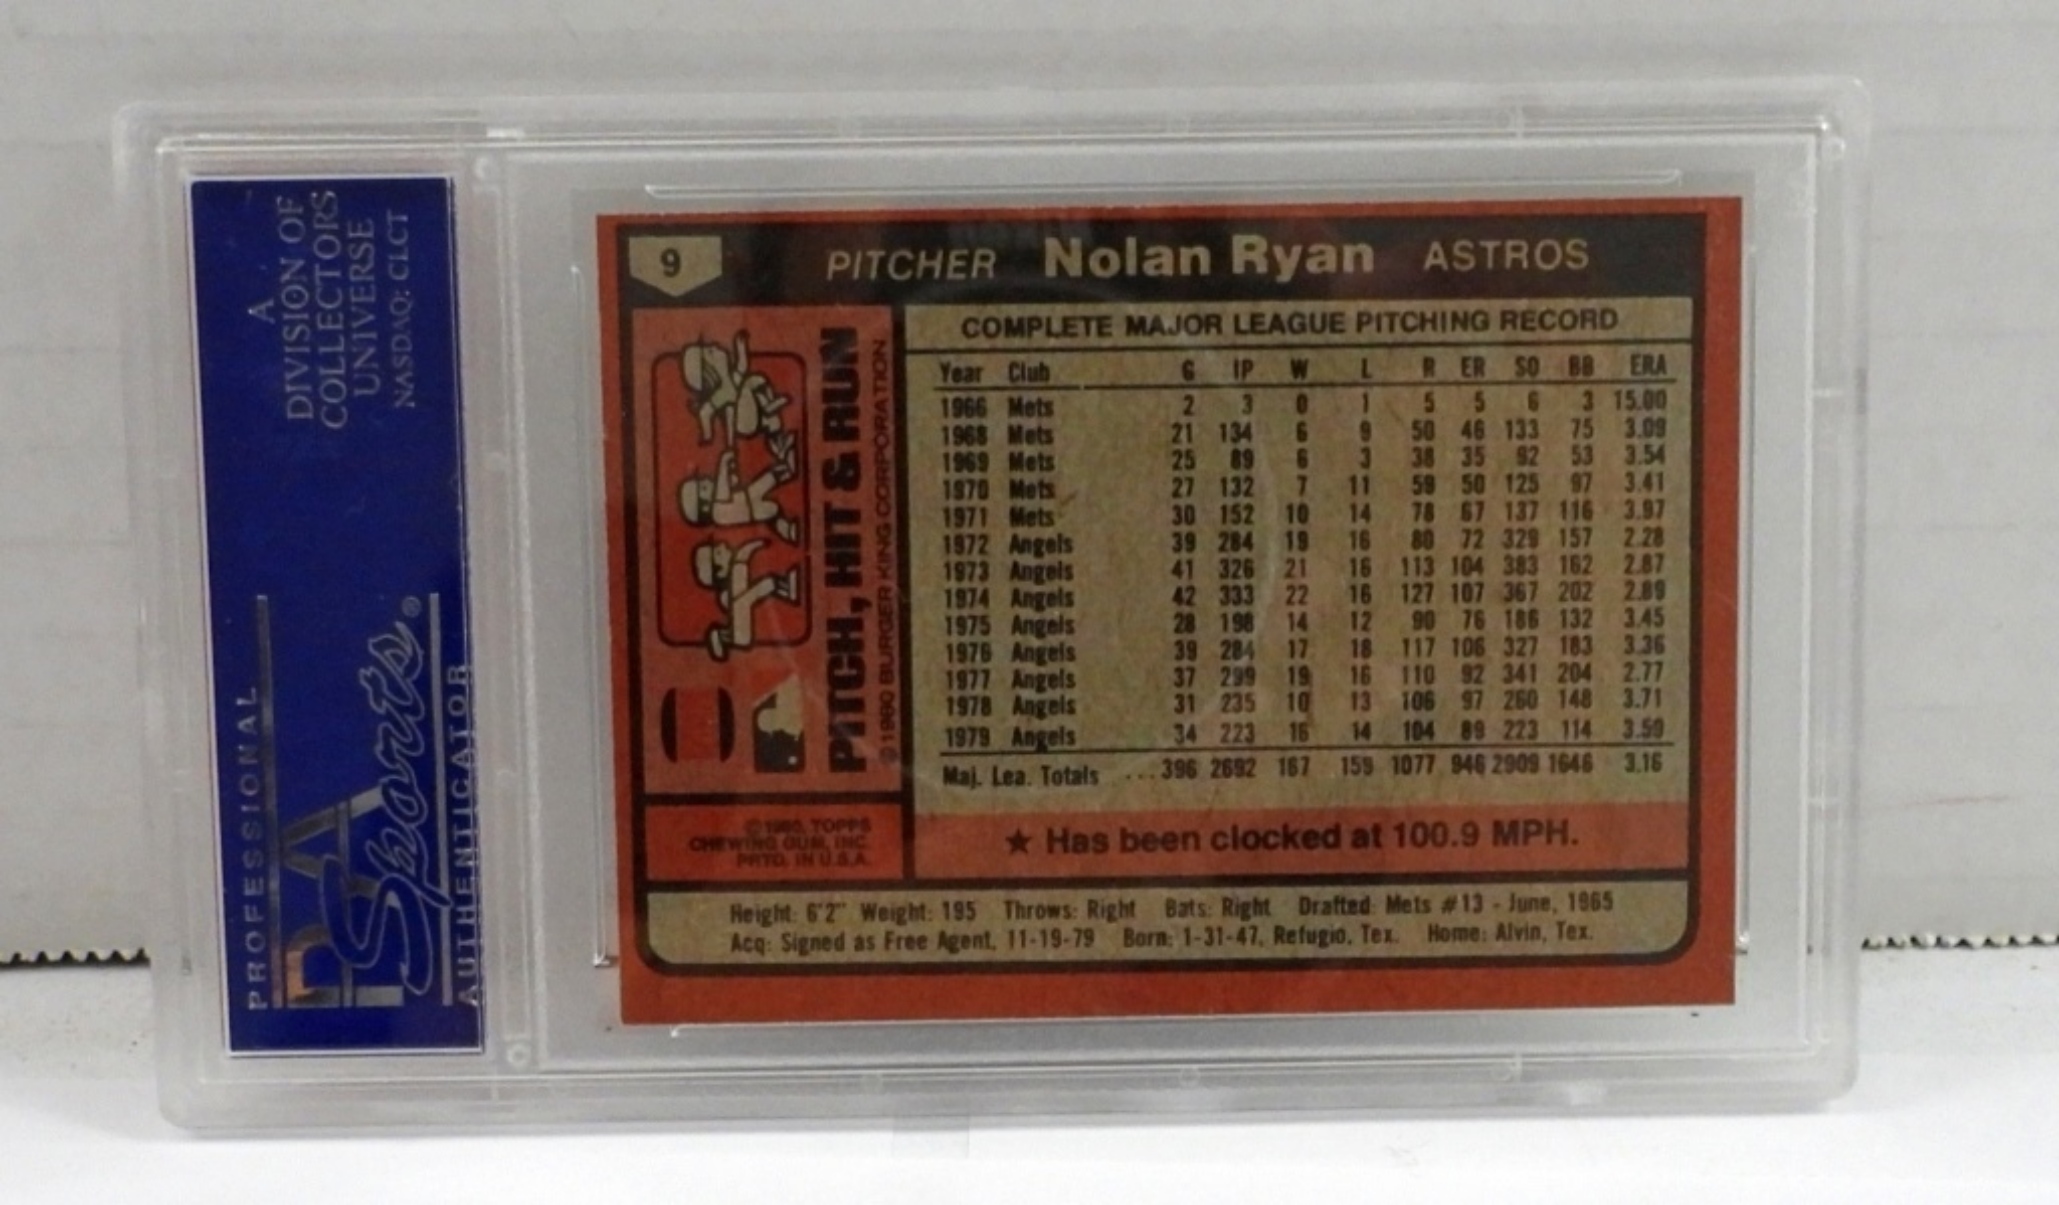 A
DIVISION OF
COLLECTORS
UNIVERSE
NASDAQ: CLCT
PROFESSIONAL
PSA
Sports®
AUTHENTICATOR
9 PITCHER Nolan Ryan ASTROS
PITCH, HIT & RUN
©1980 BURGER KING CORPORATION
©1980. TOPPS
CHEWING GUM, INC.
PRTD. IN U.S.A.
COMPLETE MAJOR LEAGUE PITCHING RECORD
Year Club G IP W L R ER SO BB ERA
1966 Mets 2 3 0 1 5 5 6 3 15.00
1968 Mets 21 134 6 9 50 46 133 75 3.09
1969 Mets 25 89 6 3 38 35 92 53 3.54
1970 Mets 27 132 7 11 59 50 125 97 3.41
1971 Mets 30 152 10 14 78 67 137 116 3.97
1972 Angels 39 284 19 16 80 72 329 157 2.28
1973 Angels 41 326 21 16 113 104 383 162 2.87
1974 Angels 42 333 22 16 127 107 367 202 2.89
1975 Angels 28 198 14 12 90 76 186 132 3.45
1976 Angels 39 284 17 18 117 106 327 183 3.36
1977 Angels 37 299 19 16 110 92 341 204 2.77
1978 Angels 31 235 10 13 106 97 260 148 3.71
1979 Angels 34 223 16 14 104 89 223 114 3.59
Maj. Lea. Totals ...396 2692 167 159 1077 946 2909 1646 3.16
★ Has been clocked at 100.9 MPH.
Height: 6'2" Weight: 195 Throws: Right Bats: Right Drafted: Mets #13 - June, 1965
Acq: Signed as Free Agent, 11-19-79 Born: 1-31-47, Refugio, Tex. Home: Alvin, Tex.